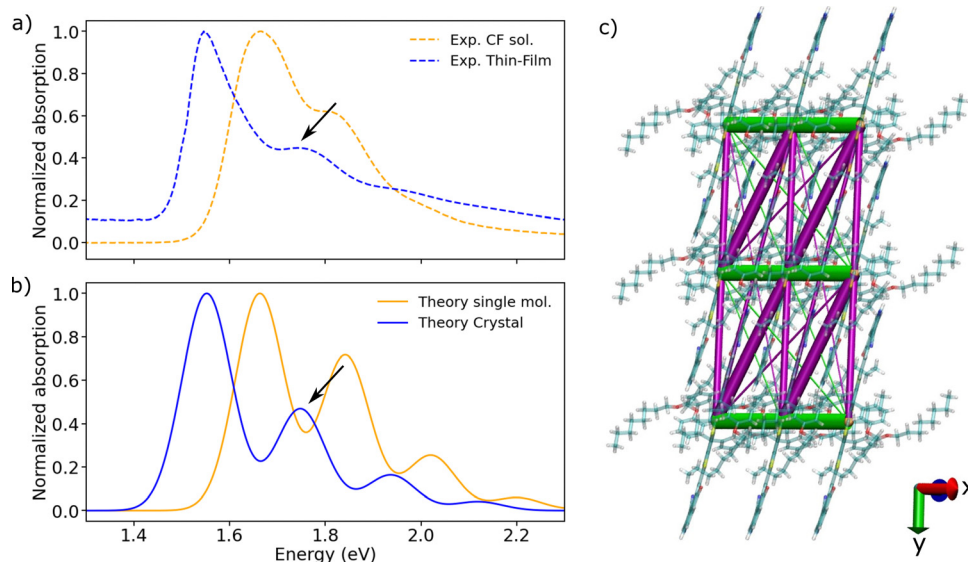 a)
Normalized absorption
1.0
0.8
0.6
0.4
0.2
0.0
Exp. CF sol.
Exp. Thin-Film
b)
Normalized absorption
1.0
0.8
0.6
0.4
0.2
0.0
Theory single mol.
Theory Crystal
1.4 1.6 1.8 2.0 2.2
Energy (eV)
c)
x
y